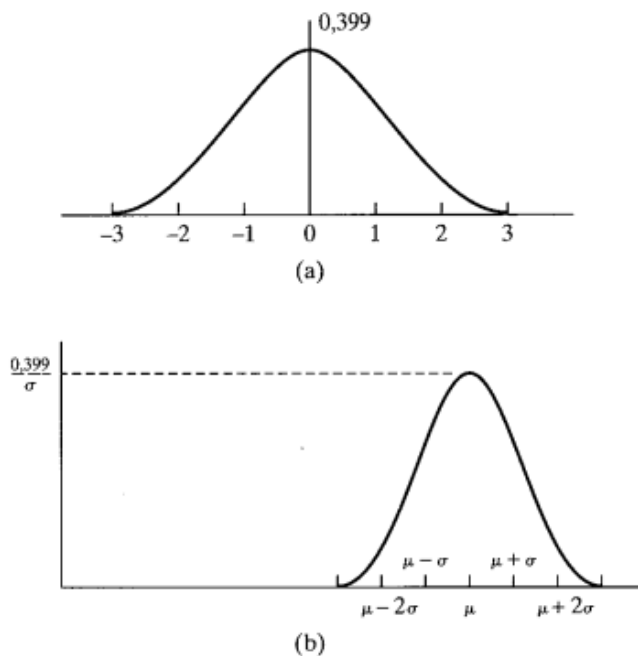 0,399
−3 −2 −1 0 1 2 3
(a)
0,399
σ
μ − σ μ + σ
μ − 2σ μ μ + 2σ
(b)